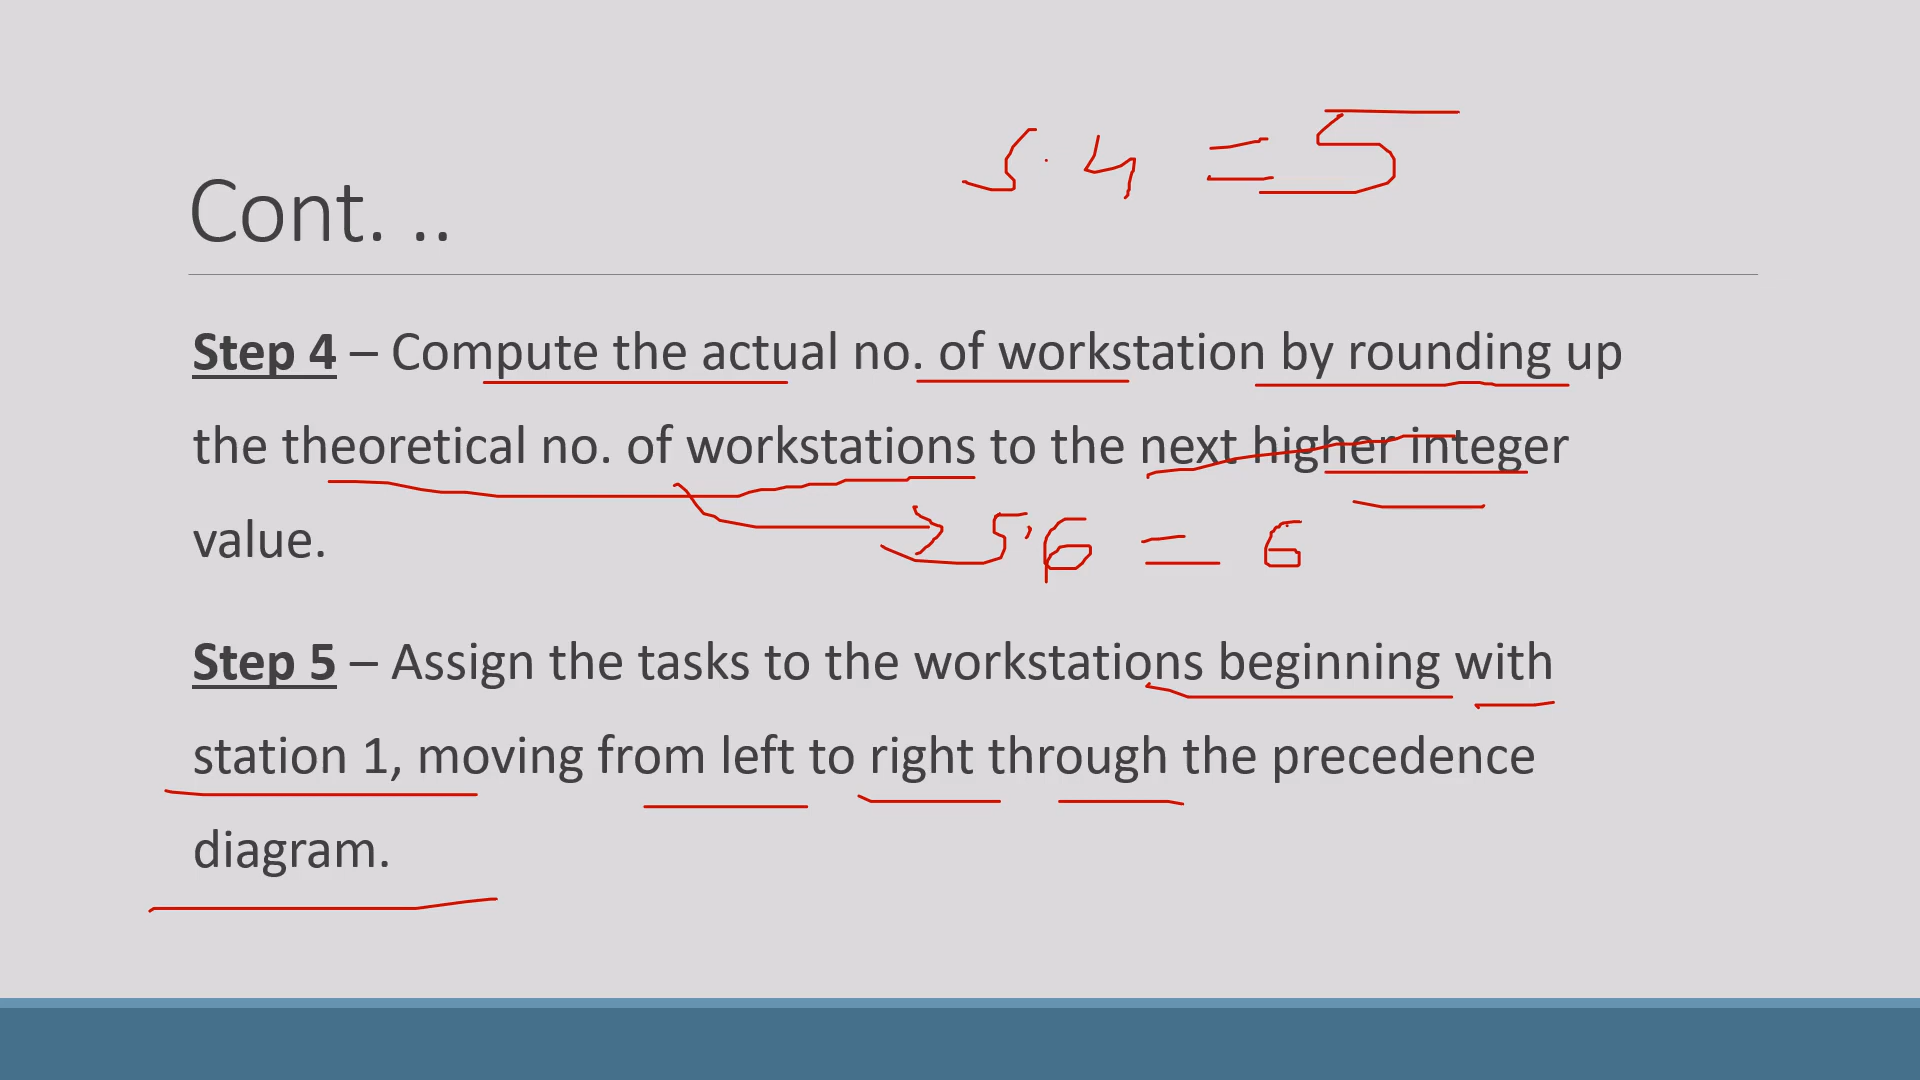 5.4 = 5
Cont. ..
Step 4 – Compute the actual no. of workstation by rounding up
the theoretical no. of workstations to the next higher integer
value.
5.6 = 6
Step 5 – Assign the tasks to the workstations beginning with
station 1, moving from left to right through the precedence
diagram.